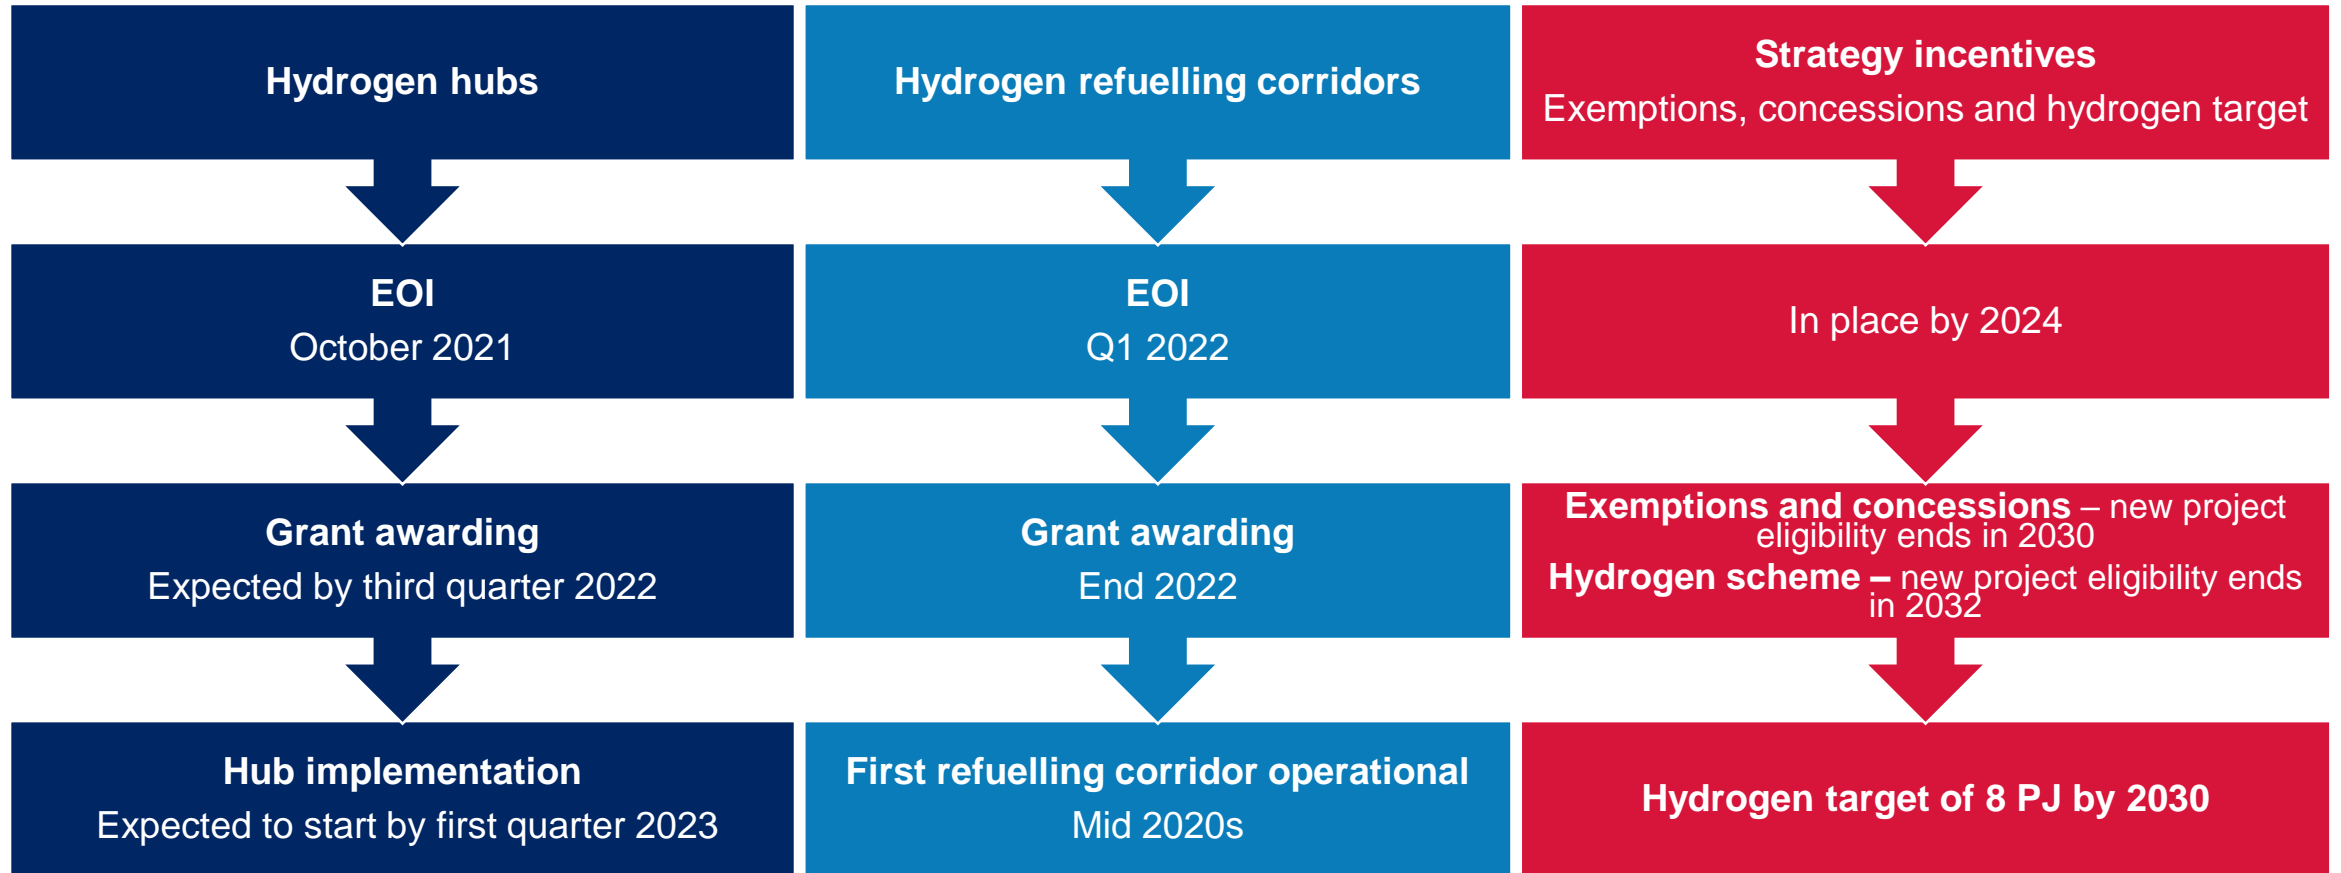 Hydrogen hubs
EOI
October 2021
Grant awarding
Expected by third quarter 2022
Hub implementation
Expected to start by first quarter 2023
Hydrogen refuelling corridors
EOI
Q1 2022
Grant awarding
End 2022
First refuelling corridor operational
Mid 2020s
Strategy incentives
Exemptions, concessions and hydrogen target
In place by 2024
Exemptions and concessions – new project
eligibility ends in 2030
Hydrogen scheme – new project eligibility ends
in 2032
Hydrogen target of 8 PJ by 2030